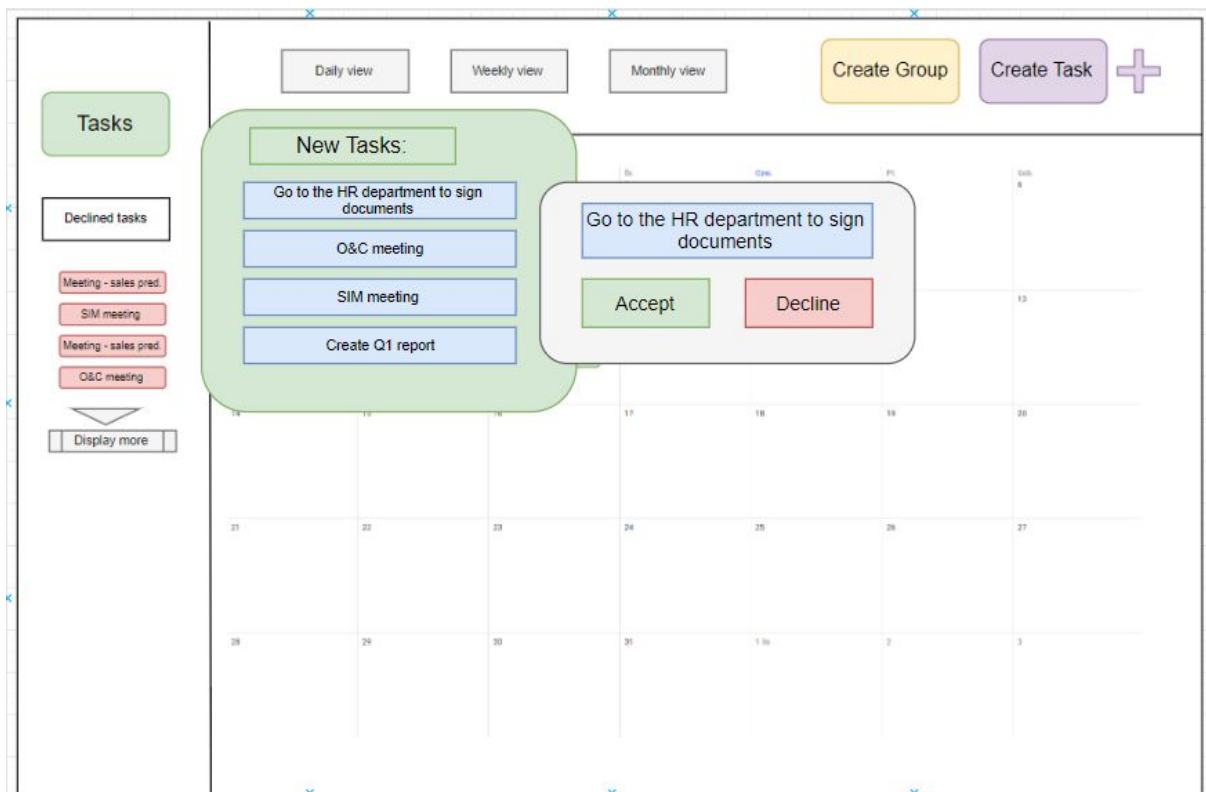 Daily view
Weekly view
Monthly view
Create Group
Create Task
Tasks
Declined tasks
Meeting - sales pred.
SIM meeting
Meeting - sales pred.
O&C meeting
Display more
New Tasks:
Go to the HR department to sign
documents
O&C meeting
SIM meeting
Create Q1 report
Go to the HR department to sign
documents
Accept
Decline
6
13
17 18 19 20
21 22 23 24 25 26 27
28 29 30 31 2 3